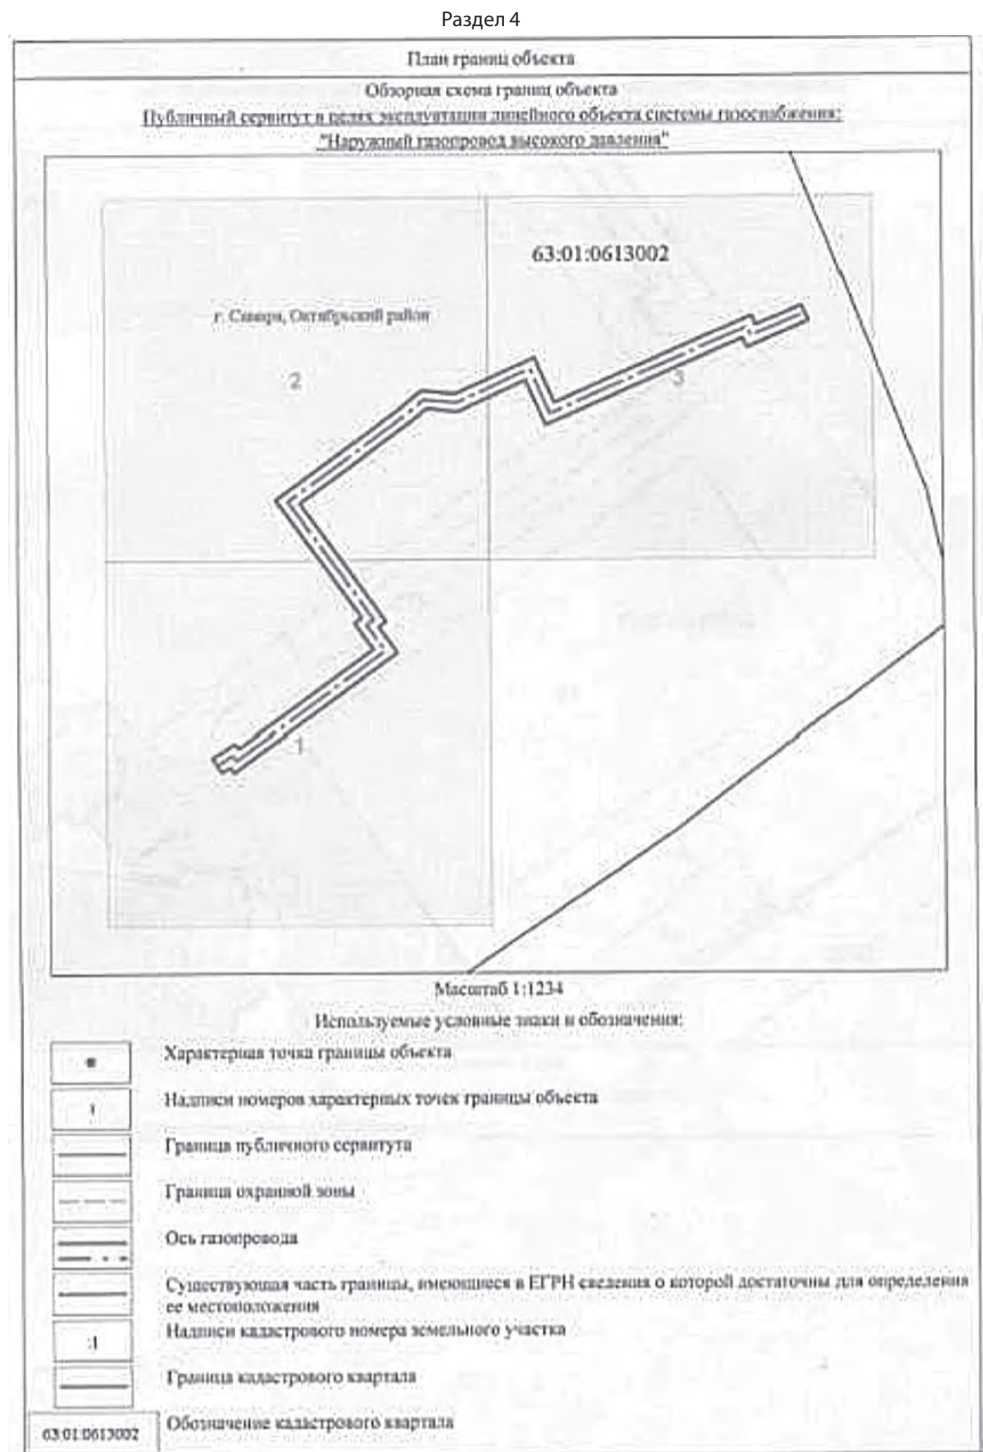 Раздел 4
План границ объекта
Обзорная схема границ объекта
Публичный сервитут в целях эксплуатации линейного объекта системы газоснабжения:
"Наружный газопровод высокого давления"
63:01:0613002
г. Самара, Октябрьский район
2
3
1
Масштаб 1:1234
Используемые условные знаки и обозначения:
Характерная точка границы объекта
1
Надписи номеров характерных точек границы объекта
Граница публичного сервитута
Граница охранной зоны
Ось газопровода
Существующая часть границы, имеющиеся в ЕГРН сведения о которой достаточны для определения
ее местоположения
:1
Надписи кадастрового номера земельного участка
Граница кадастрового квартала
63:01:0613002
Обозначение кадастрового квартала